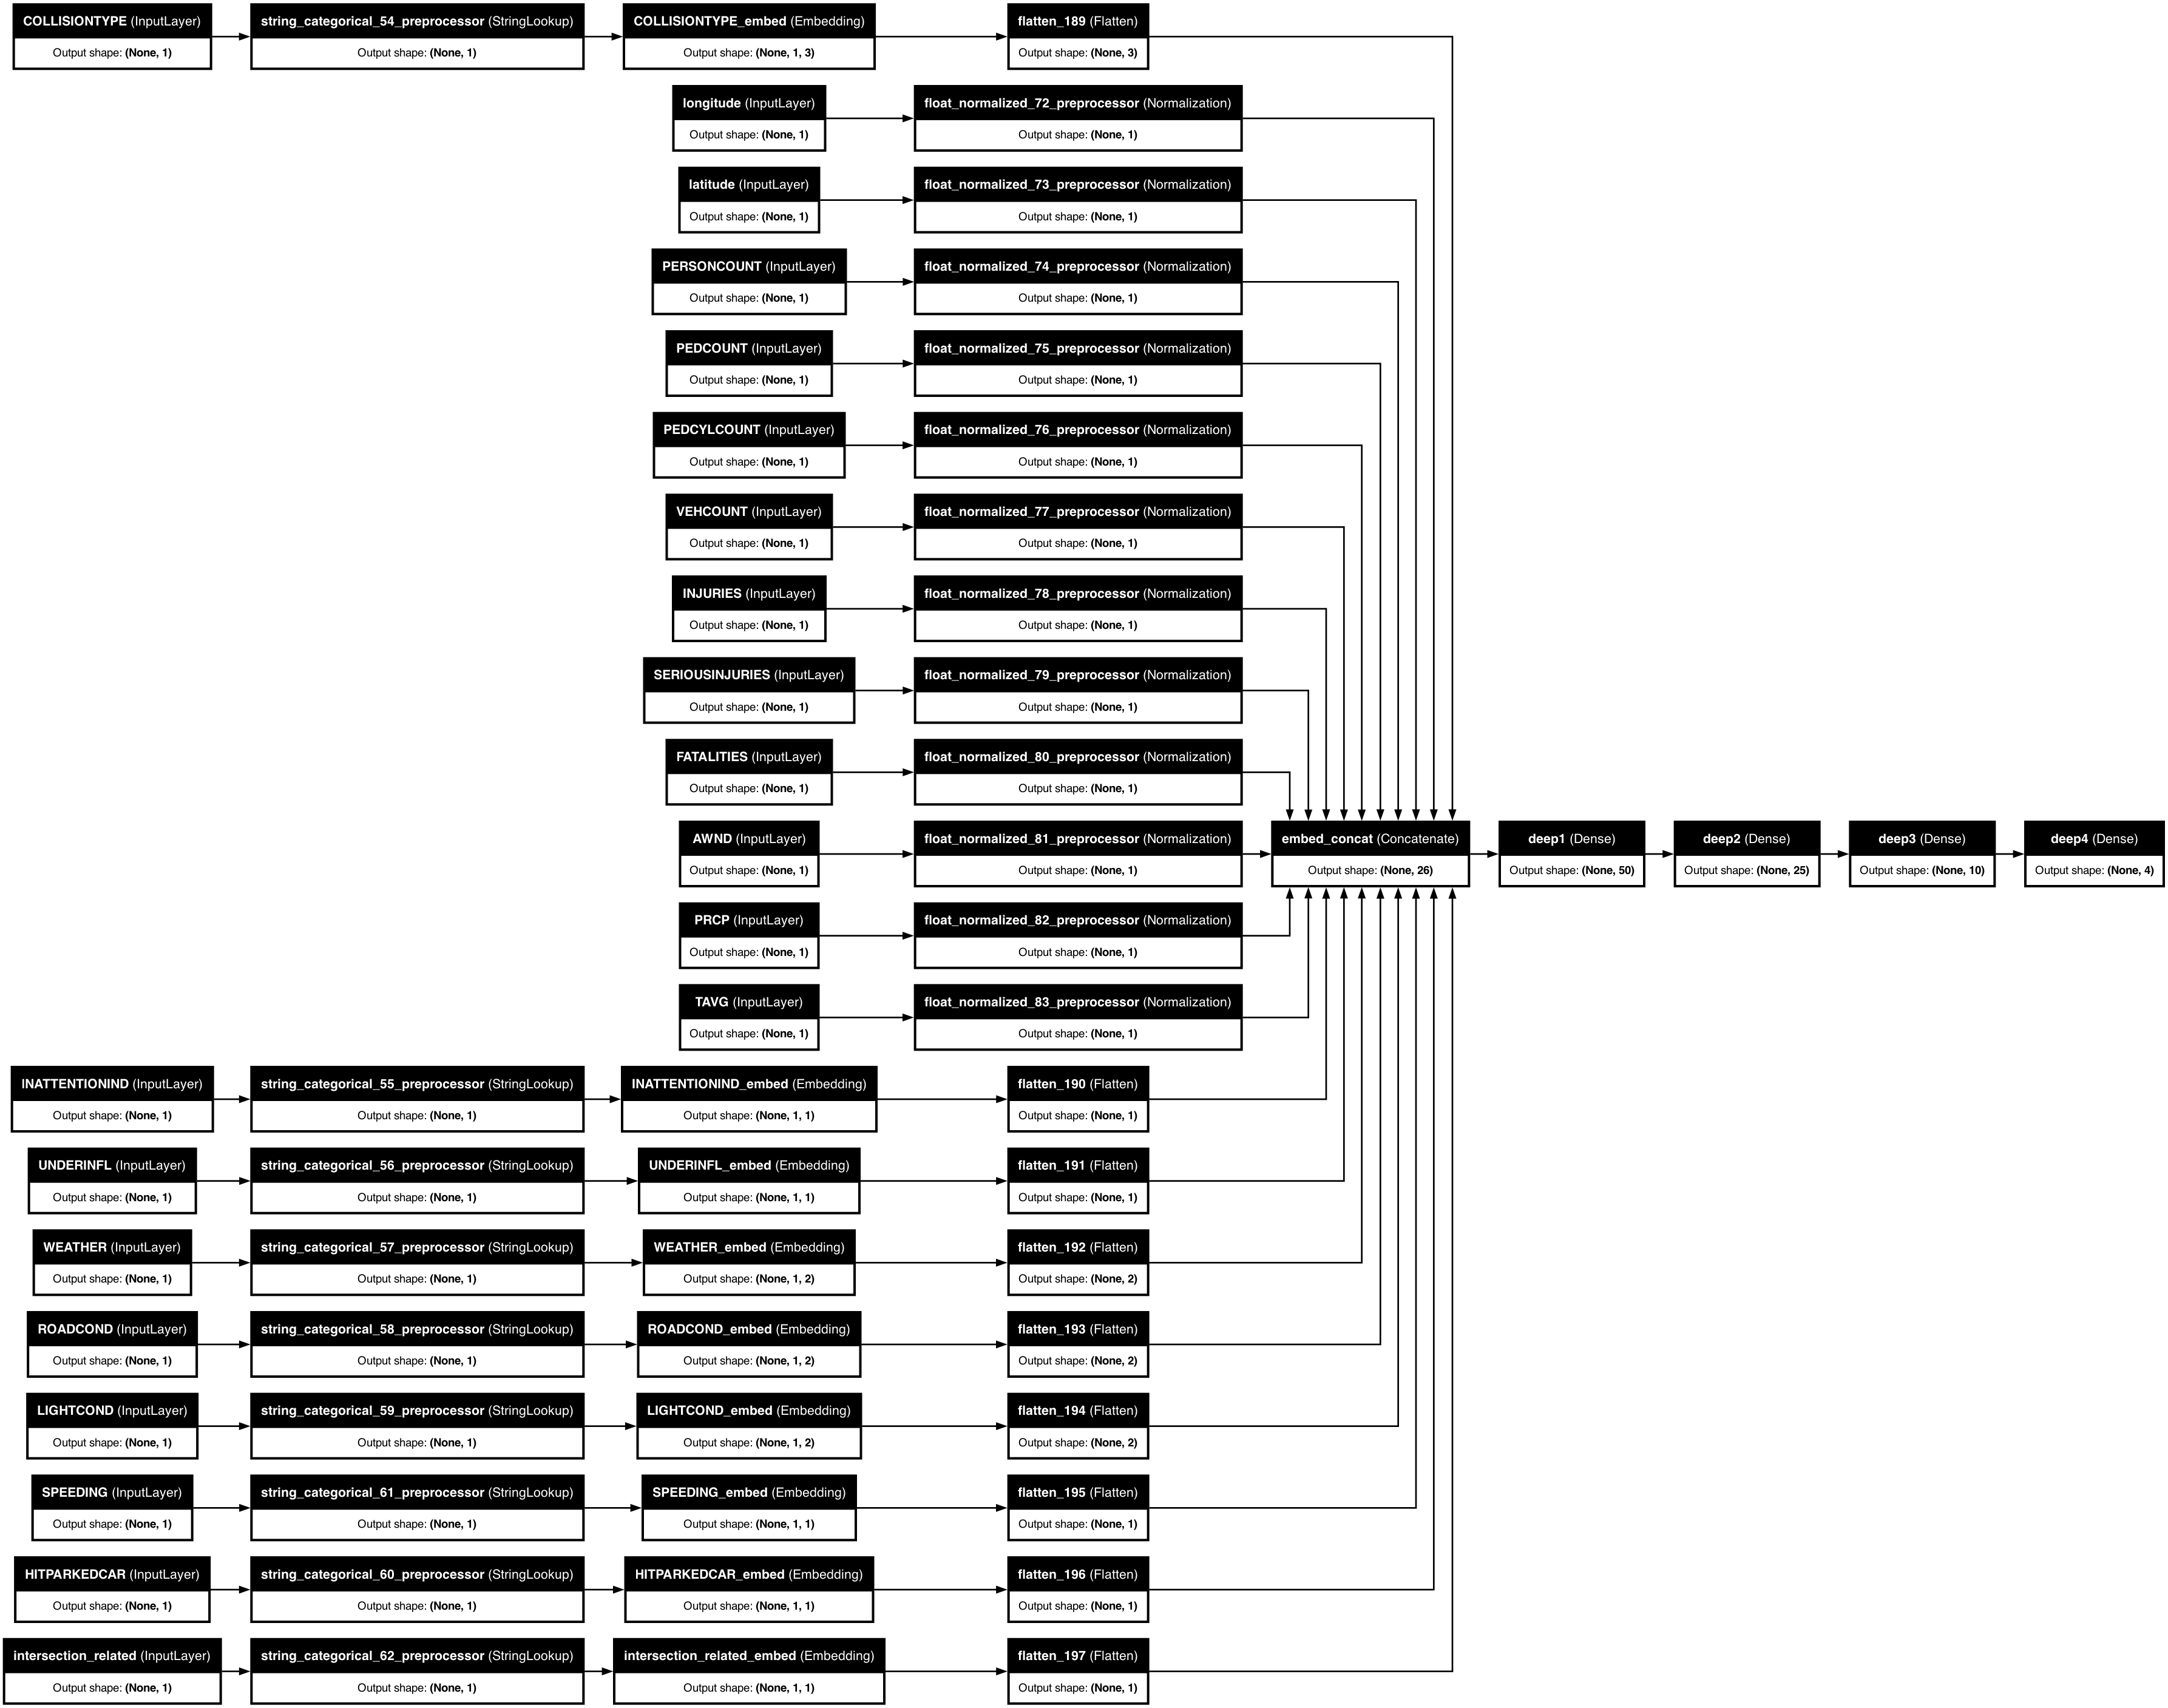 COLLISIONTYPE (InputLayer)
Output shape: (None, 1)
string_categorical_54_preprocessor (StringLookup)
Output shape: (None, 1)
COLLISIONTYPE_embed (Embedding)
Output shape: (None, 1, 3)
flatten_189 (Flatten)
Output shape: (None, 3)
longitude (InputLayer)
Output shape: (None, 1)
float_normalized_72_preprocessor (Normalization)
Output shape: (None, 1)
latitude (InputLayer)
Output shape: (None, 1)
float_normalized_73_preprocessor (Normalization)
Output shape: (None, 1)
PERSONCOUNT (InputLayer)
Output shape: (None, 1)
float_normalized_74_preprocessor (Normalization)
Output shape: (None, 1)
PEDCOUNT (InputLayer)
Output shape: (None, 1)
float_normalized_75_preprocessor (Normalization)
Output shape: (None, 1)
PEDCYLCOUNT (InputLayer)
Output shape: (None, 1)
float_normalized_76_preprocessor (Normalization)
Output shape: (None, 1)
VEHCOUNT (InputLayer)
Output shape: (None, 1)
float_normalized_77_preprocessor (Normalization)
Output shape: (None, 1)
INJURIES (InputLayer)
Output shape: (None, 1)
float_normalized_78_preprocessor (Normalization)
Output shape: (None, 1)
SERIOUSINJURIES (InputLayer)
Output shape: (None, 1)
float_normalized_79_preprocessor (Normalization)
Output shape: (None, 1)
FATALITIES (InputLayer)
Output shape: (None, 1)
float_normalized_80_preprocessor (Normalization)
Output shape: (None, 1)
AWND (InputLayer)
Output shape: (None, 1)
float_normalized_81_preprocessor (Normalization)
Output shape: (None, 1)
embed_concat (Concatenate)
Output shape: (None, 26)
deep1 (Dense)
Output shape: (None, 50)
deep2 (Dense)
Output shape: (None, 25)
deep3 (Dense)
Output shape: (None, 10)
deep4 (Dense)
Output shape: (None, 4)
PRCP (InputLayer)
Output shape: (None, 1)
float_normalized_82_preprocessor (Normalization)
Output shape: (None, 1)
TAVG (InputLayer)
Output shape: (None, 1)
float_normalized_83_preprocessor (Normalization)
Output shape: (None, 1)
INATTENTIONIND (InputLayer)
Output shape: (None, 1)
string_categorical_55_preprocessor (StringLookup)
Output shape: (None, 1)
INATTENTIONIND_embed (Embedding)
Output shape: (None, 1, 1)
flatten_190 (Flatten)
Output shape: (None, 1)
UNDERINFL (InputLayer)
Output shape: (None, 1)
string_categorical_56_preprocessor (StringLookup)
Output shape: (None, 1)
UNDERINFL_embed (Embedding)
Output shape: (None, 1, 1)
flatten_191 (Flatten)
Output shape: (None, 1)
WEATHER (InputLayer)
Output shape: (None, 1)
string_categorical_57_preprocessor (StringLookup)
Output shape: (None, 1)
WEATHER_embed (Embedding)
Output shape: (None, 1, 2)
flatten_192 (Flatten)
Output shape: (None, 2)
ROADCOND (InputLayer)
Output shape: (None, 1)
string_categorical_58_preprocessor (StringLookup)
Output shape: (None, 1)
ROADCOND_embed (Embedding)
Output shape: (None, 1, 2)
flatten_193 (Flatten)
Output shape: (None, 2)
LIGHTCOND (InputLayer)
Output shape: (None, 1)
string_categorical_59_preprocessor (StringLookup)
Output shape: (None, 1)
LIGHTCOND_embed (Embedding)
Output shape: (None, 1, 2)
flatten_194 (Flatten)
Output shape: (None, 2)
SPEEDING (InputLayer)
Output shape: (None, 1)
string_categorical_61_preprocessor (StringLookup)
Output shape: (None, 1)
SPEEDING_embed (Embedding)
Output shape: (None, 1, 1)
flatten_195 (Flatten)
Output shape: (None, 1)
HITPARKEDCAR (InputLayer)
Output shape: (None, 1)
string_categorical_60_preprocessor (StringLookup)
Output shape: (None, 1)
HITPARKEDCAR_embed (Embedding)
Output shape: (None, 1, 1)
flatten_196 (Flatten)
Output shape: (None, 1)
intersection_related (InputLayer)
Output shape: (None, 1)
string_categorical_62_preprocessor (StringLookup)
Output shape: (None, 1)
intersection_related_embed (Embedding)
Output shape: (None, 1, 1)
flatten_197 (Flatten)
Output shape: (None, 1)